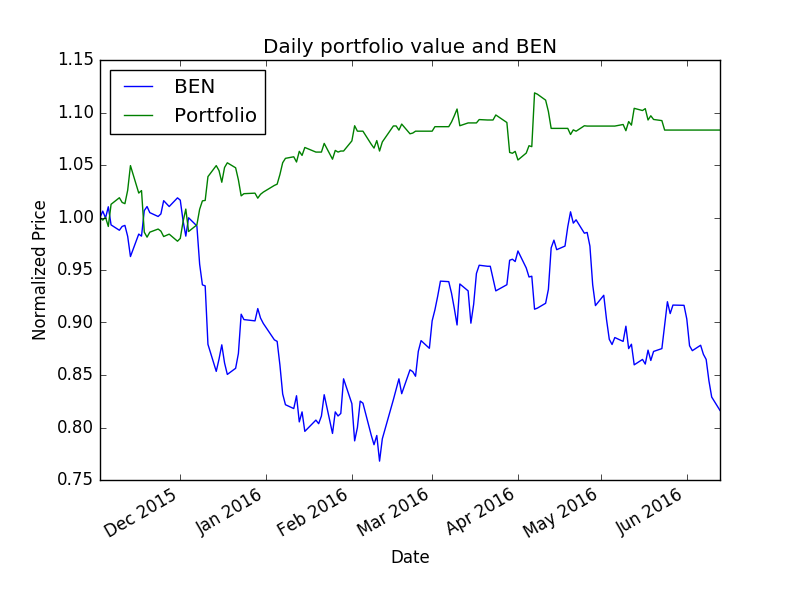 Daily portfolio value and BEN
BEN
Portfolio
Normalized Price
1.15
1.10
1.05
1.00
0.95
0.90
0.85
0.80
0.75
Dec 2015
Jan 2016
Feb 2016
Mar 2016
Apr 2016
May 2016
Jun 2016
Date